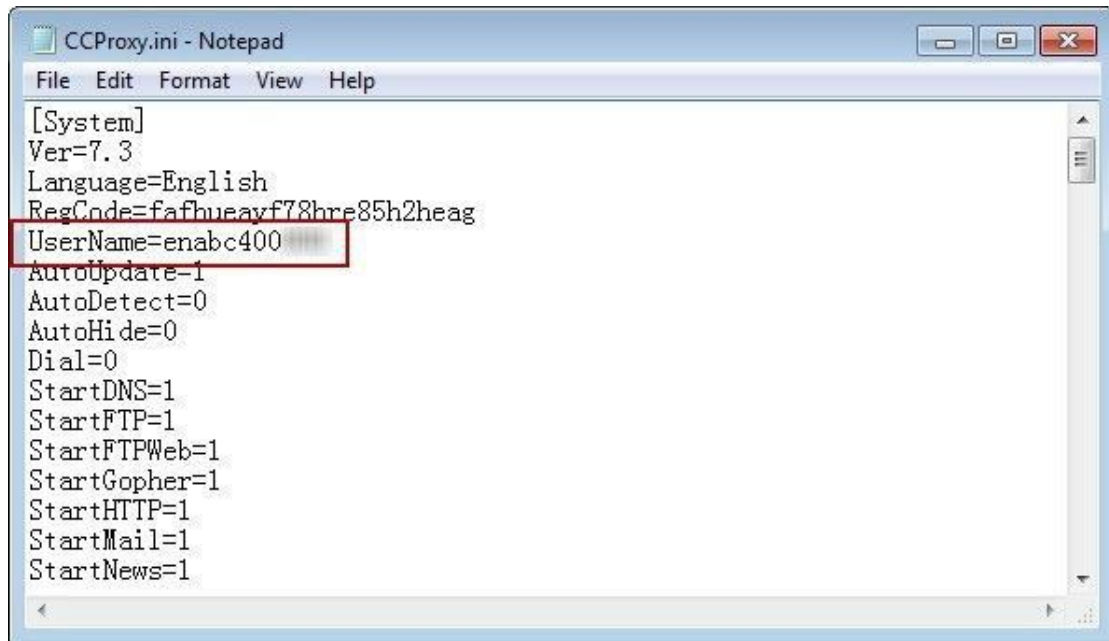 CCProxy.ini - Notepad
File Edit Format View Help
[System]
Ver=7.3
Language=English
RegCode=fafhueayf78hre85h2heag
UserName=enabc400
AutoUpdate=1
AutoDetect=0
AutoHide=0
Dial=0
StartDNS=1
StartFTP=1
StartFTPWeb=1
StartGopher=1
StartHTTP=1
StartMail=1
StartNews=1